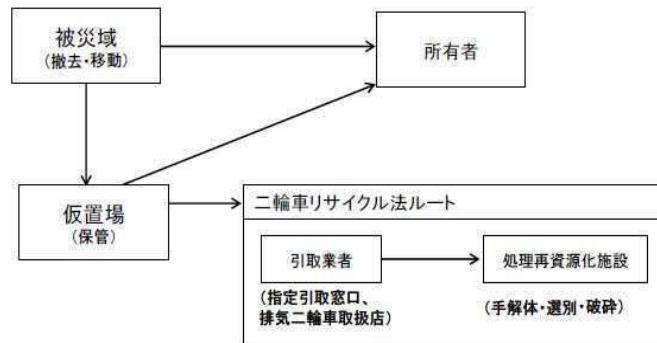 被災域
(撤去・移動)
所有者
仮置場
(保管)
二輪車リサイクル法ルート
引取業者
処理再資源化施設
(指定引取窓口、
排気二輪車取扱店)
(手解体・選別・破砕)